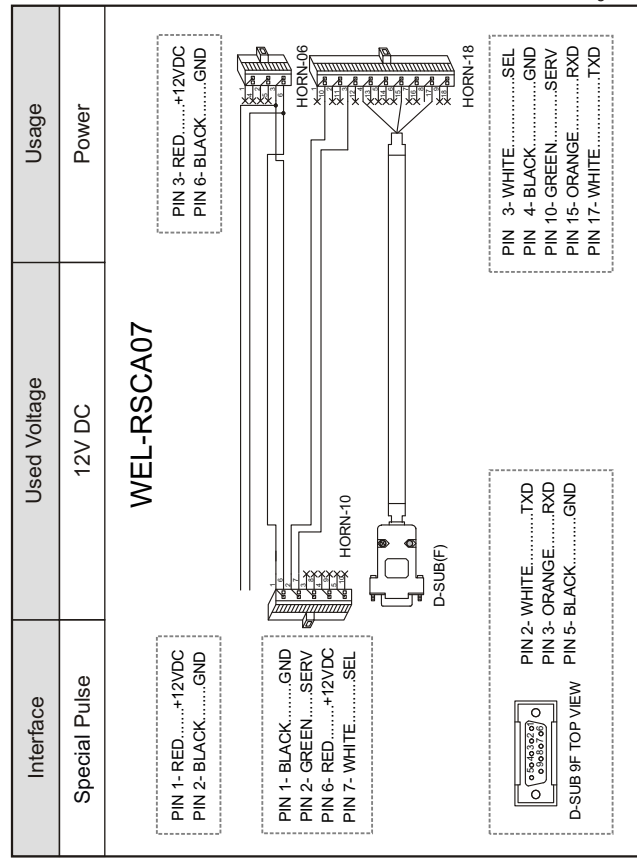 Interface Used Voltage Usage
Special Pulse 12V DC Power
WEL-RSCA07
PIN 1- RED........+12VDC
PIN 2- BLACK........GND
PIN 3- RED........+12VDC
PIN 6- BLACK........GND
HORN-06
PIN 1- BLACK........GND
PIN 2- GREEN.....SERV
PIN 6- RED........+12VDC
PIN 7- WHITE..........SEL
HORN-10
HORN-18
D-SUB(F)
D-SUB 9F TOP VIEW
PIN 2- WHITE............TXD
PIN 3- ORANGE.......RXD
PIN 5- BLACK...........GND
PIN 3- WHITE..............SEL
PIN 4- BLACK.............GND
PIN 10- GREEN..........SERV
PIN 15- ORANGE........RXD
PIN 17- WHITE............TXD